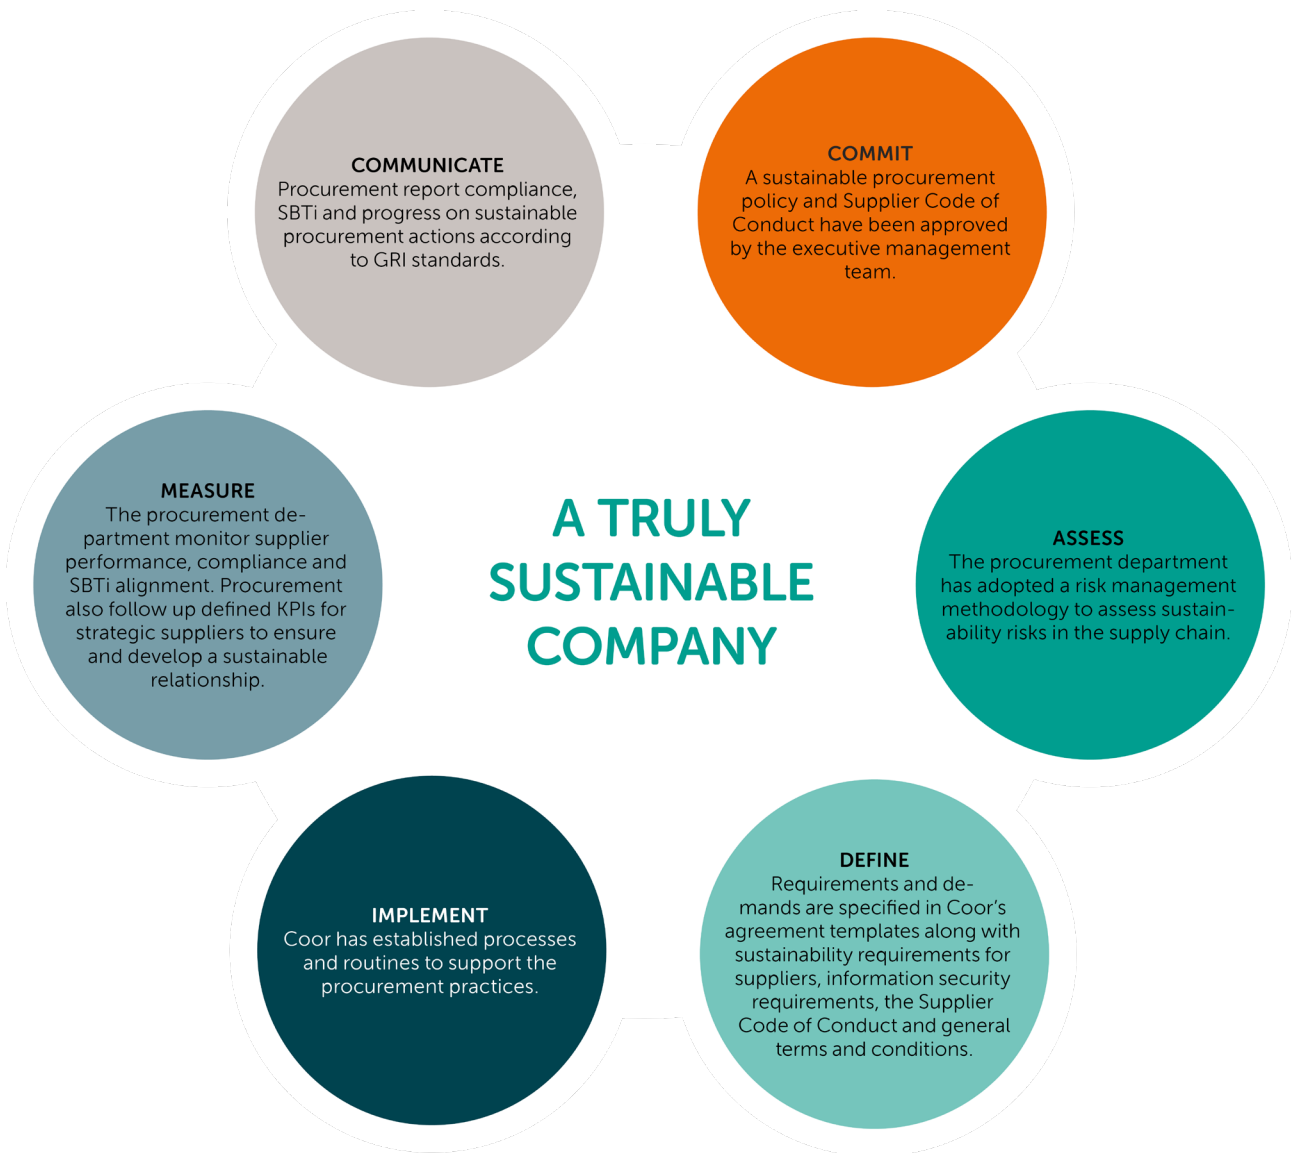 COMMUNICATE
Procurement report compliance,
SBTi and progress on sustainable
procurement actions according
to GRI standards.
COMMIT
A sustainable procurement
policy and Supplier Code of
Conduct have been approved
by the executive management
team.
MEASURE
The procurement de-
partment monitor supplier
performance, compliance and
SBTi alignment. Procurement
also follow up defined KPIs for
strategic suppliers to ensure
and develop a sustainable
relationship.
A TRULY
SUSTAINABLE
COMPANY
ASSESS
The procurement department
has adopted a risk management
methodology to assess sustain-
ability risks in the supply chain.
IMPLEMENT
Coor has established processes
and routines to support the
procurement practices.
DEFINE
Requirements and de-
mands are specified in Coor’s
agreement templates along with
sustainability requirements for
suppliers, information security
requirements, the Supplier
Code of Conduct and general
terms and conditions.